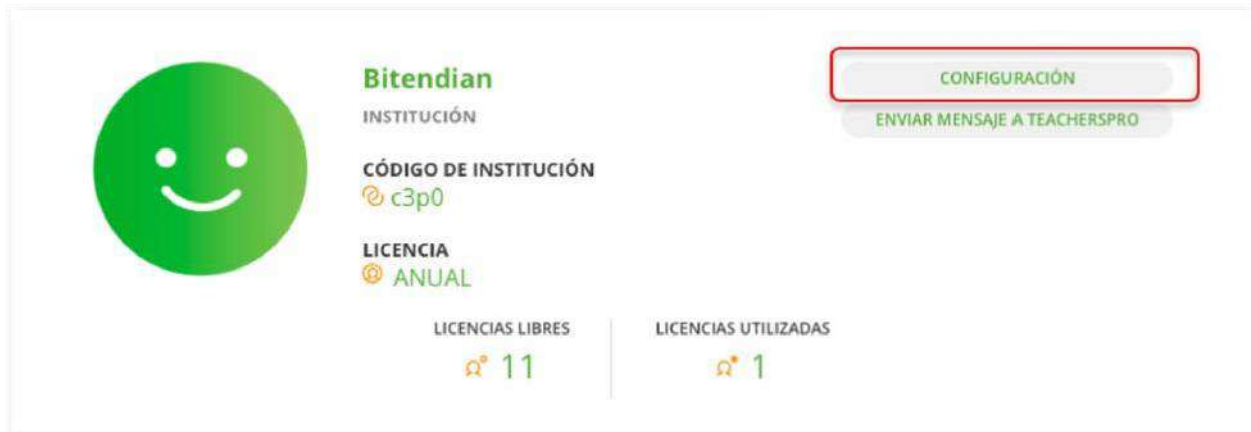 Bitendian
INSTITUCIÓN
CÓDIGO DE INSTITUCIÓN
c3p0
LICENCIA
ANUAL
LICENCIAS LIBRES
11
LICENCIAS UTILIZADAS
1
CONFIGURACIÓN
ENVIAR MENSAJE A TEACHERSPRO